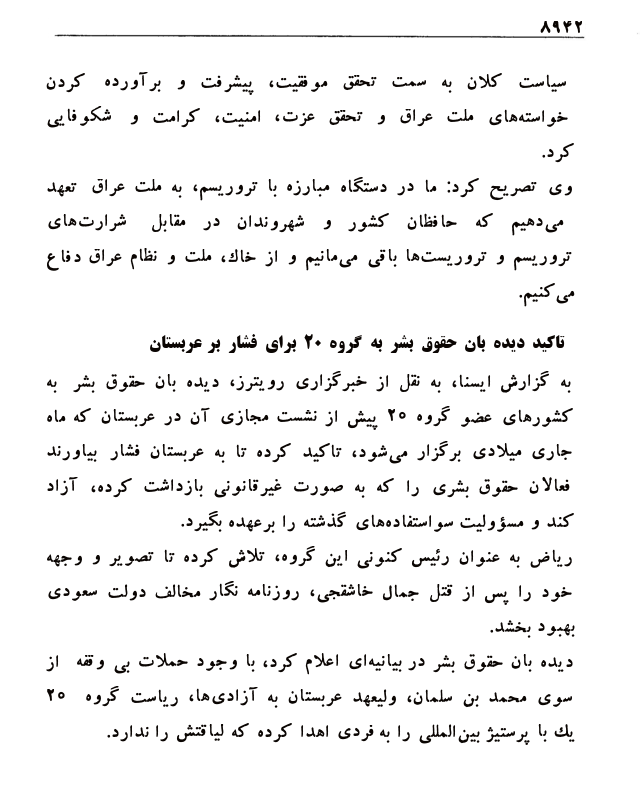 ۸۹۴۲
سیاست کلان به سمت تحقق موفقیت، پیشرفت و برآورده کردن
خواسته‌های ملت عراق و تحقق عزت، امنیت، کرامت و شکوفایی
کرد.
وی تصریح کرد: ما در دستگاه مبارزه با تروریسم، به ملت عراق تعهد
می‌دهیم که حافظان کشور و شهروندان در مقابل شرارت‌های
تروریسم و تروریست‌ها باقی می‌مانیم و از خاك، ملت و نظام عراق دفاع
می‌کنیم.
تاکید دیده بان حقوق بشر به گروه ۲۰ برای فشار بر عربستان
به گزارش ایسنا، به نقل از خبرگزاری رویترز، دیده بان حقوق بشر به
کشورهای عضو گروه ۲۰ پیش از نشست مجازی آن در عربستان که ماه
جاری میلادی برگزار می‌شود، تاکید کرده تا به عربستان فشار بیاورند
فعالان حقوق بشری را که به صورت غیرقانونی بازداشت کرده، آزاد
کند و مسؤولیت سواستفاده‌های گذشته را برعهده بگیرد.
ریاض به عنوان رئیس کنونی این گروه، تلاش کرده تا تصویر و وجهه
خود را پس از قتل جمال خاشقجی، روزنامه نگار مخالف دولت سعودی
بهبود بخشد.
دیده بان حقوق بشر در بیانیه‌ای اعلام کرد، با وجود حملات بی وقفه از
سوی محمد بن سلمان، ولیعهد عربستان به آزادی‌ها، ریاست گروه ۲۰
يك با پرستیژ بین‌المللی را به فردی اهدا کرده که لیاقتش را ندارد.